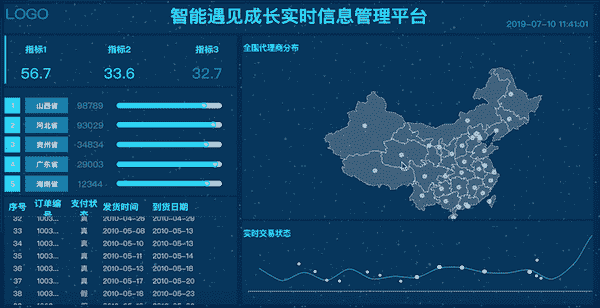 LOGO
智能遇见成长实时信息管理平台
2019-07-10 11:41:01
指标1 指标2 指标3
56.7 33.6 32.7
全国代理商分布
1 山西省 98789
2 河北省 93029
3 贵州省 34834
4 广东省 29003
5 海南省 12344
序号 订单编号 支付状态 发货时间 到货日期
32 1003... 真 2010-04-26 2010-04-29
33 1003... 真 2010-05-08 2010-05-13
34 1003... 真 2010-05-10 2010-05-13
35 1003... 真 2010-05-11 2010-05-14
36 1003... 真 2010-05-13 2010-05-18
37 1003... 真 2010-05-17 2010-05-20
38 1003... 假 2010-05-18 2010-05-23
实时交易状态